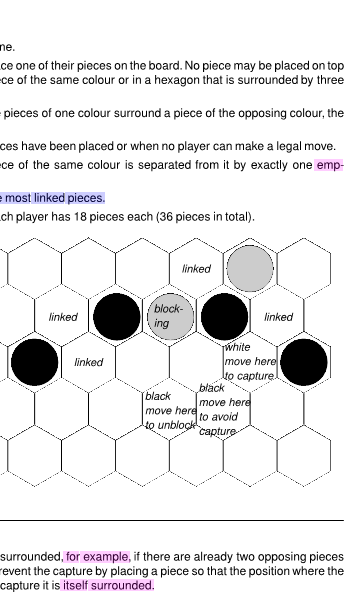 me.
ace one of their pieces on the board. No piece may be placed on top
ece of the same colour or in a hexagon that is surrounded by three
e pieces of one colour surround a piece of the opposing colour, the
ces have been placed or when no player can make a legal move.
ece of the same colour is separated from it by exactly one emp-
e most linked pieces.
ach player has 18 pieces each (36 pieces in total).
linked
linked
block-
ing
linked
linked
white
move here
to capture
black
move here
to unblock
black
move here
to avoid
capture
surrounded, for example, if there are already two opposing pieces
revent the capture by placing a piece so that the position where the
capture it is itself surrounded.